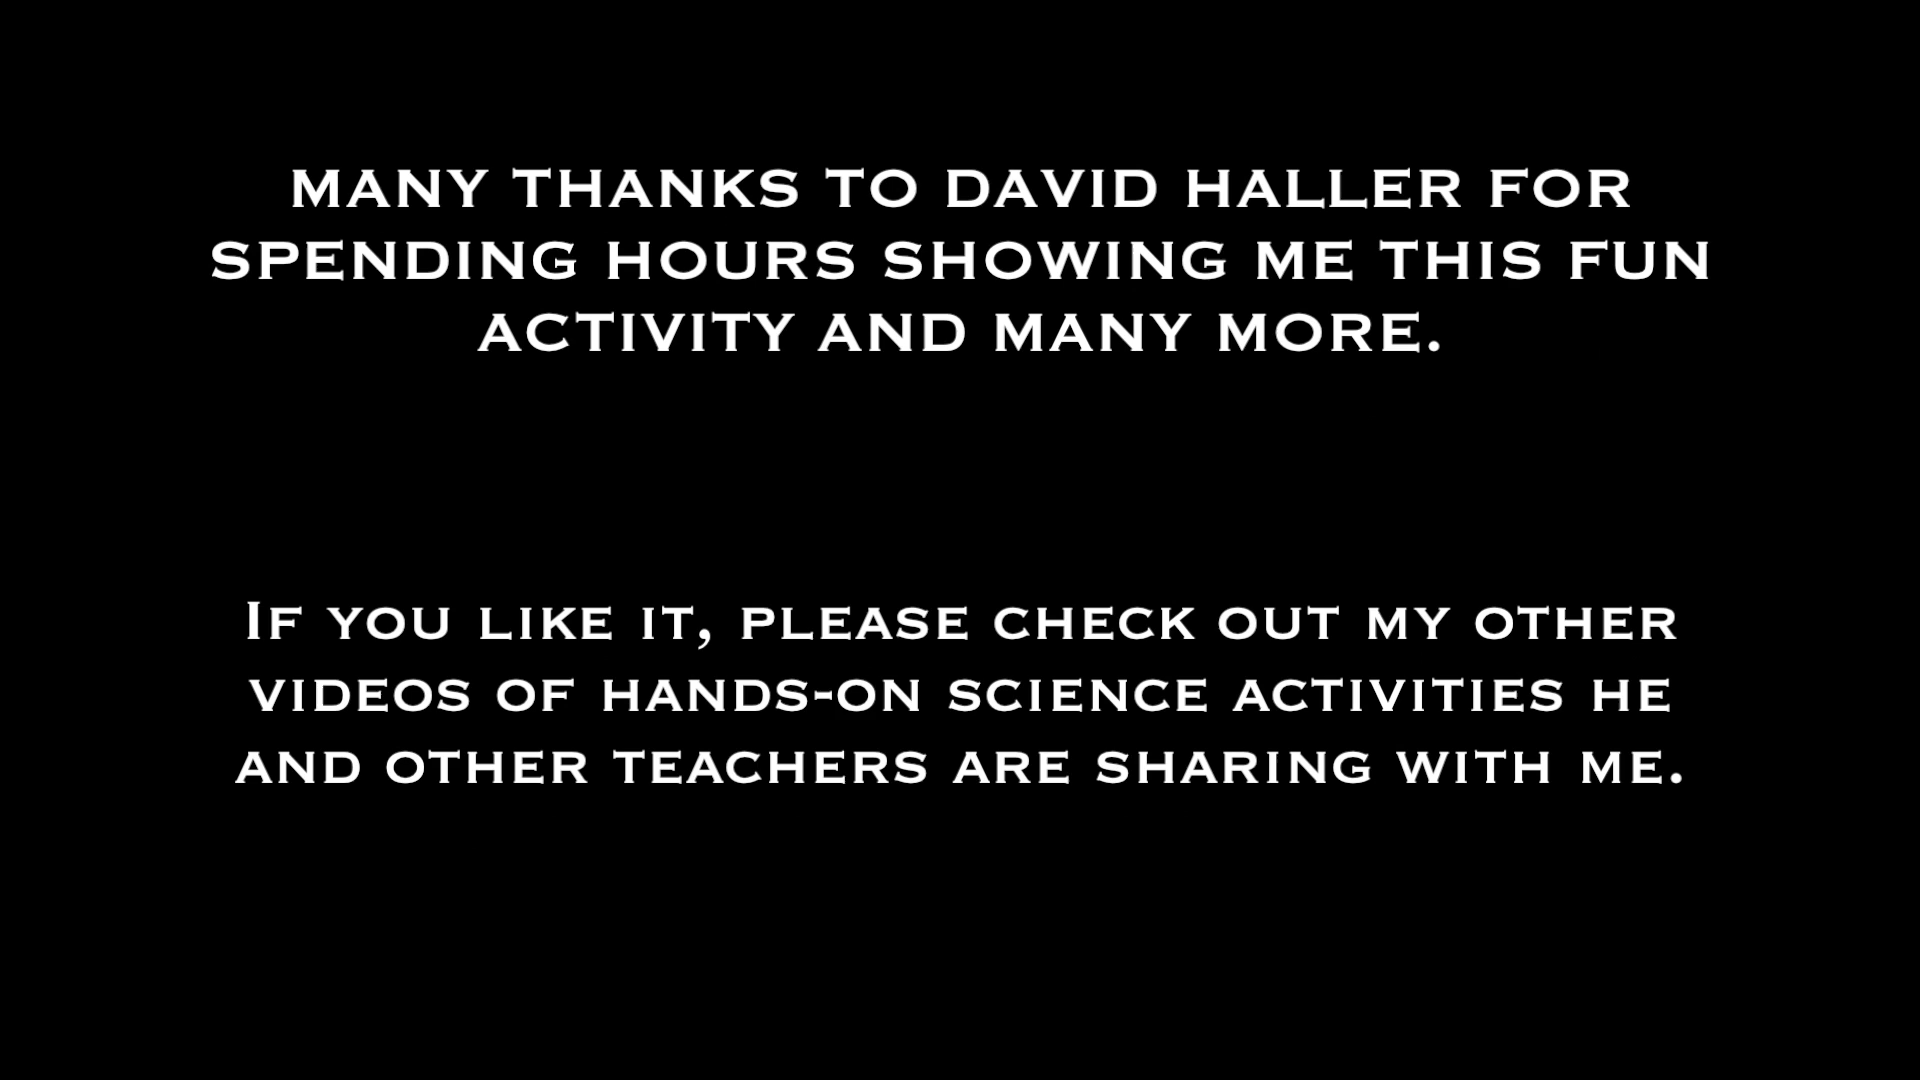 MANY THANKS TO DAVID HALLER FOR
SPENDING HOURS SHOWING ME THIS FUN
ACTIVITY AND MANY MORE.
If you like it, please check out my other
videos of hands-on science activities he
and other teachers are sharing with me.